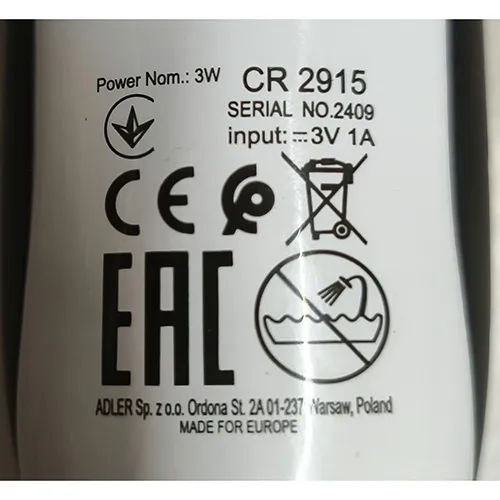 Power Nom.: 3W
CR 2915
SERIAL NO.2409
input: ⎓3V 1A
CE
EAC
ADLER Sp. z o.o. Ordona St. 2A 01-237 Warsaw, Poland
MADE FOR EUROPE